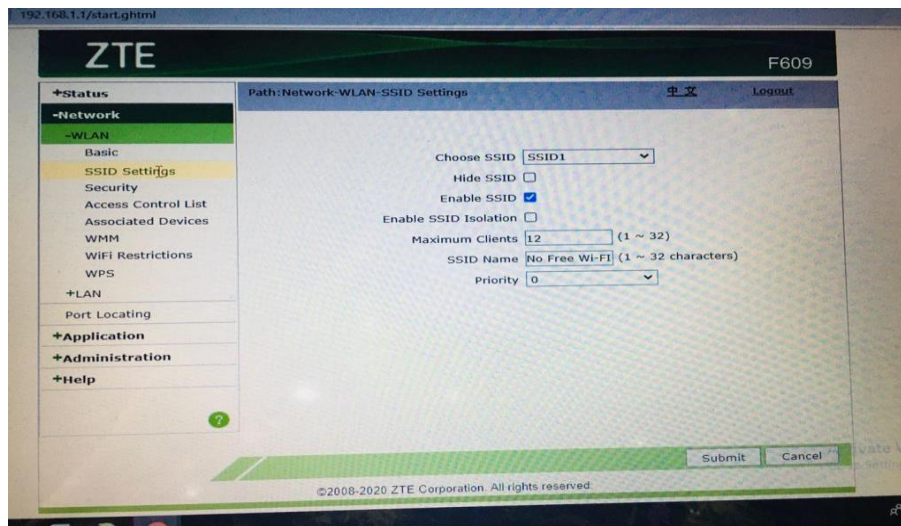 192.168.1.1/start.ghtml
ZTE
F609
+Status
Path:Network-WLAN-SSID Settings
中文
Logout
-Network
-WLAN
Basic
SSID Settings
Security
Access Control List
Associated Devices
WMM
WiFi Restrictions
WPS
+LAN
Port Locating
+Application
+Administration
+Help
?
Choose SSID SSID1
Hide SSID
Enable SSID
Enable SSID Isolation
Maximum Clients 12 (1 ~ 32)
SSID Name No Free Wi-FI (1 ~ 32 characters)
Priority 0
Submit Cancel
©2008-2020 ZTE Corporation. All rights reserved.